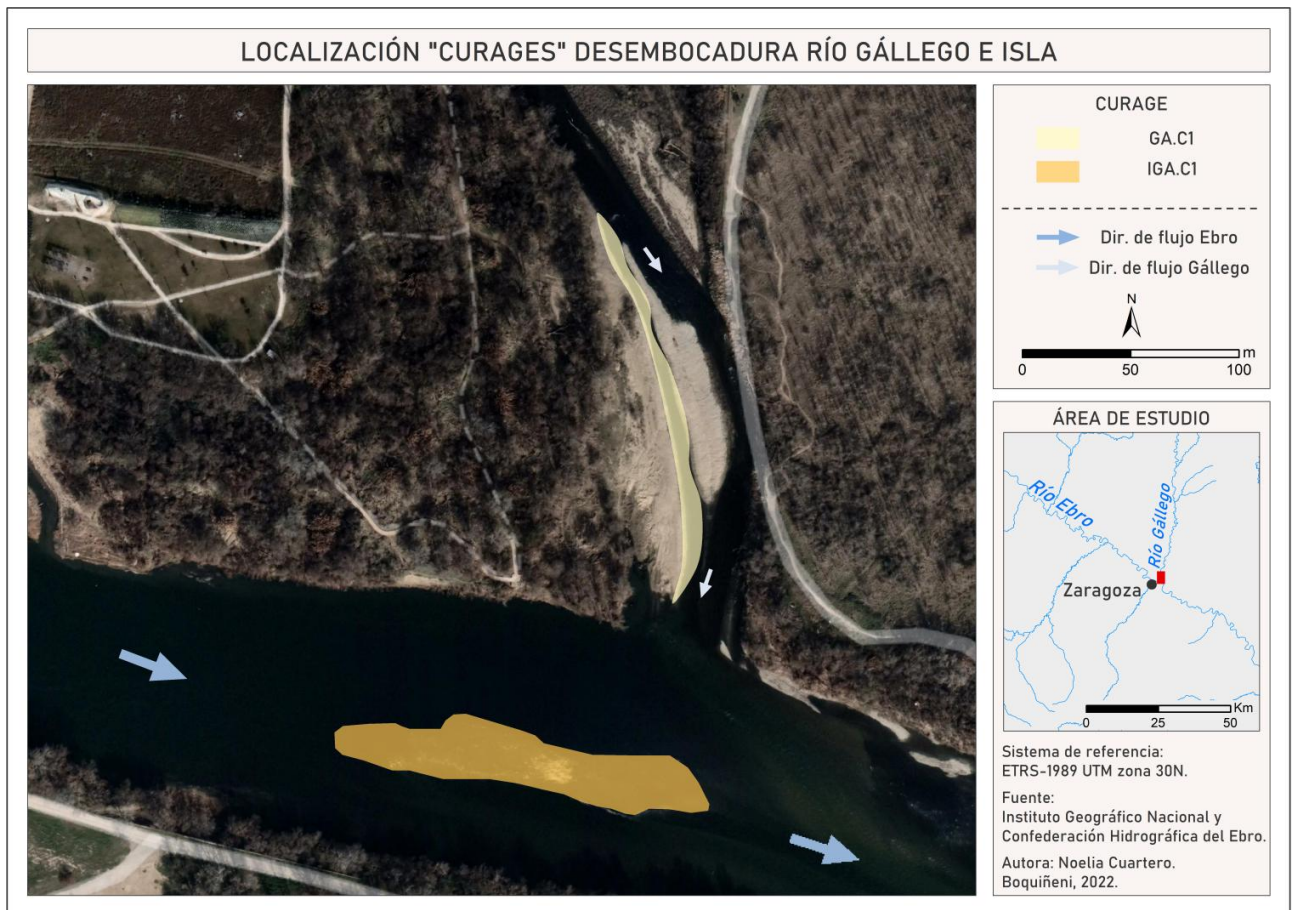 LOCALIZACIÓN "CURAGES" DESEMBOCADURA RÍO GÁLLEGO E ISLA
CURAGE
GA.C1
IGA.C1
Dir. de flujo Ebro
Dir. de flujo Gállego
N
m
0 50 100
ÁREA DE ESTUDIO
Río Ebro
Río Gállego
Zaragoza
Km
0 25 50
Sistema de referencia:
ETRS-1989 UTM zona 30N.
Fuente:
Instituto Geográfico Nacional y
Confederación Hidrográfica del Ebro.
Autora: Noelia Cuartero.
Boquiñeni, 2022.